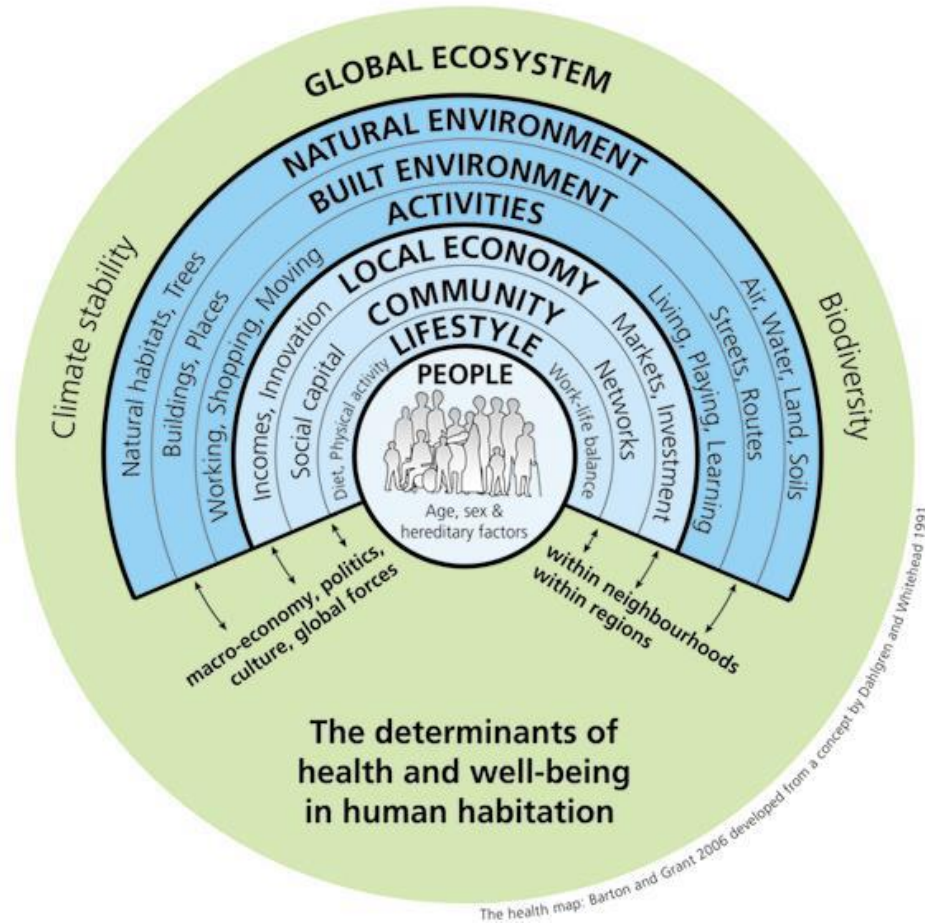 GLOBAL ECOSYSTEM
NATURAL ENVIRONMENT
BUILT ENVIRONMENT
ACTIVITIES
LOCAL ECONOMY
COMMUNITY
LIFESTYLE
PEOPLE
Age, sex &
hereditary factors
Climate stability
Natural habitats, Trees
Buildings, Places
Working, Shopping, Moving
Incomes, Innovation
Social capital
Diet, Physical activity
Work-life balance
Networks
Markets, Investment
Living, Playing, Learning
Streets, Routes
Air, Water, Land, Soils
Biodiversity
macro-economy, politics,
culture, global forces
within neighbourhoods
within regions
The determinants of
health and well-being
in human habitation
The health map: Barton and Grant 2006 developed from a concept by Dahlgren and Whitehead 1991